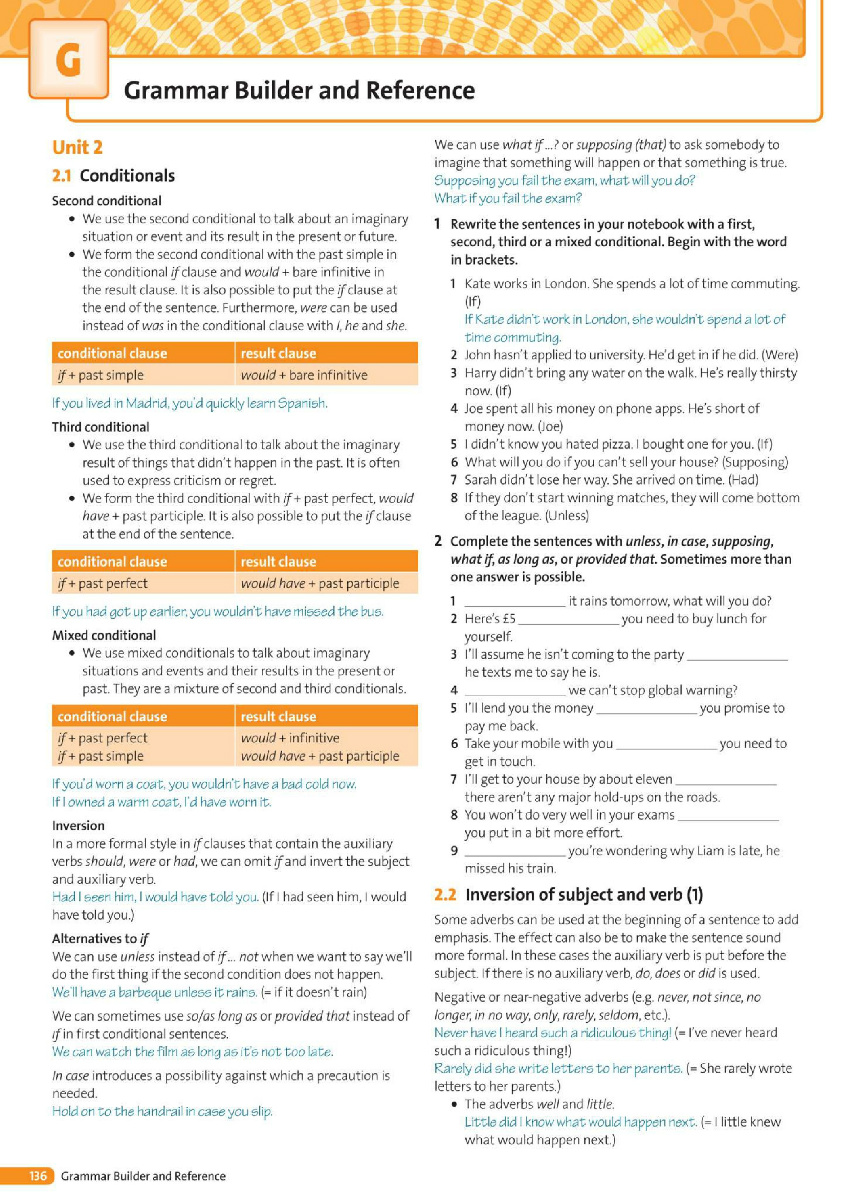 G
Grammar Builder and Reference
Unit 2
2.1 Conditionals
Second conditional
• We use the second conditional to talk about an imaginary
situation or event and its result in the present or future.
• We form the second conditional with the past simple in
the conditional if clause and would + bare infinitive in
the result clause. It is also possible to put the if clause at
the end of the sentence. Furthermore, were can be used
instead of was in the conditional clause with I, he and she.
conditional clause result clause
if + past simple would + bare infinitive
If you lived in Madrid, you'd quickly learn Spanish.
Third conditional
• We use the third conditional to talk about the imaginary
result of things that didn't happen in the past. It is often
used to express criticism or regret.
• We form the third conditional with if + past perfect, would
have + past participle. It is also possible to put the if clause
at the end of the sentence.
conditional clause result clause
if + past perfect would have + past participle
If you had got up earlier, you wouldn't have missed the bus.
Mixed conditional
• We use mixed conditionals to talk about imaginary
situations and events and their results in the present or
past. They are a mixture of second and third conditionals.
conditional clause result clause
if + past perfect would + infinitive
if + past simple would have + past participle
If you'd worn a coat, you wouldn't have a bad cold now.
If I owned a warm coat, I'd have worn it.
Inversion
In a more formal style in if clauses that contain the auxiliary
verbs should, were or had, we can omit if and invert the subject
and auxiliary verb.
Had I seen him, I would have told you. (If I had seen him, I would
have told you.)
Alternatives to if
We can use unless instead of if ... not when we want to say we'll
do the first thing if the second condition does not happen.
We'll have a barbeque unless it rains. (= if it doesn't rain)
We can sometimes use so/as long as or provided that instead of
if in first conditional sentences.
We can watch the film as long as it's not too late.
In case introduces a possibility against which a precaution is
needed.
Hold on to the handrail in case you slip.
We can use what if ...? or supposing (that) to ask somebody to
imagine that something will happen or that something is true.
Supposing you fail the exam, what will you do?
What if you fail the exam?
1 Rewrite the sentences in your notebook with a first,
second, third or a mixed conditional. Begin with the word
in brackets.
1 Kate works in London. She spends a lot of time commuting.
(If)
If Kate didn't work in London, she wouldn't spend a lot of
time commuting.
2 John hasn't applied to university. He'd get in if he did. (Were)
3 Harry didn't bring any water on the walk. He's really thirsty
now. (If)
4 Joe spent all his money on phone apps. He's short of
money now. (Joe)
5 I didn't know you hated pizza. I bought one for you. (If)
6 What will you do if you can't sell your house? (Supposing)
7 Sarah didn't lose her way. She arrived on time. (Had)
8 If they don't start winning matches, they will come bottom
of the league. (Unless)
2 Complete the sentences with unless, in case, supposing,
what if, as long as, or provided that. Sometimes more than
one answer is possible.
1 ______________ it rains tomorrow, what will you do?
2 Here's £5 ______________ you need to buy lunch for
yourself.
3 I'll assume he isn't coming to the party ______________
he texts me to say he is.
4 ______________ we can't stop global warning?
5 I'll lend you the money ______________ you promise to
pay me back.
6 Take your mobile with you ______________ you need to
get in touch.
7 I'll get to your house by about eleven ______________
there aren't any major hold-ups on the roads.
8 You won't do very well in your exams ______________
you put in a bit more effort.
9 ______________ you're wondering why Liam is late, he
missed his train.
2.2 Inversion of subject and verb (1)
Some adverbs can be used at the beginning of a sentence to add
emphasis. The effect can also be to make the sentence sound
more formal. In these cases the auxiliary verb is put before the
subject. If there is no auxiliary verb, do, does or did is used.
Negative or near-negative adverbs (e.g. never, not since, no
longer, in no way, only, rarely, seldom, etc.).
Never have I heard such a ridiculous thing! (= I've never heard
such a ridiculous thing!)
Rarely did she write letters to her parents. (= She rarely wrote
letters to her parents.)
• The adverbs well and little.
Little did I know what would happen next. (= I little knew
what would happen next.)
136 Grammar Builder and Reference